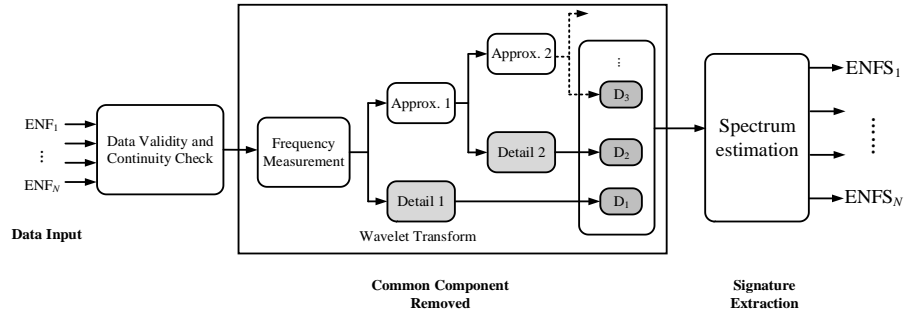 ENF1
⋮
ENFN
Data Input
Data Validity and
Continuity Check
Frequency
Measurement
Approx. 1
Approx. 2
Detail 1
Detail 2
Wavelet Transform
⋮
D3
D2
D1
Common Component
Removed
Spectrum
estimation
Signature
Extraction
ENFS1
⋮
ENFSN